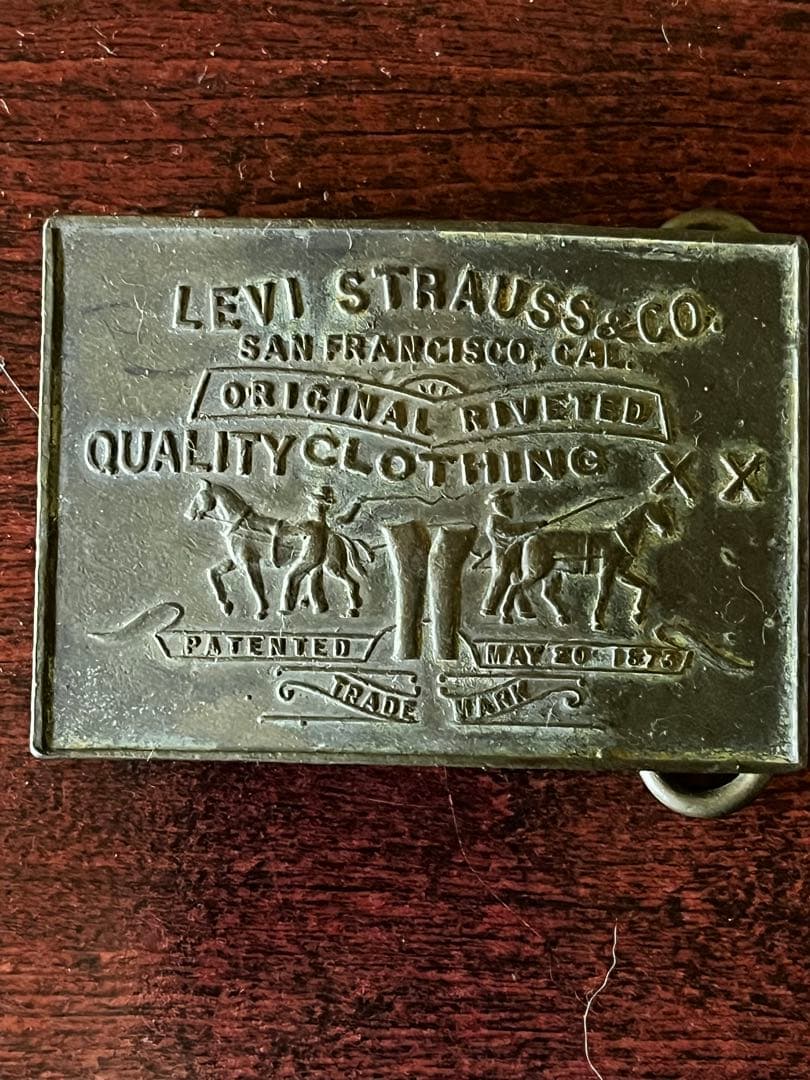 LEVI STRAUSS & CO.
SAN FRANCISCO, CAL.
ORIGINAL RIVETED
QUALITY CLOTHING XX
PATENTED MAY 20 1873
TRADE MARK